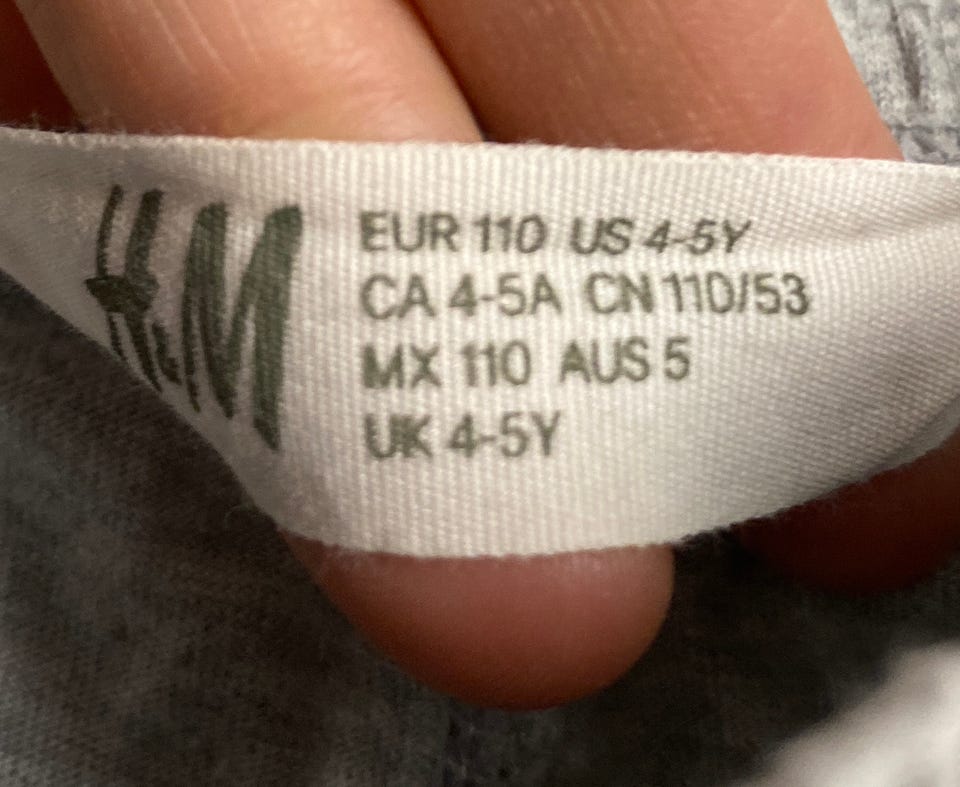 H&M
EUR 110 US 4-5Y
CA 4-5A CN 110/53
MX 110 AUS 5
UK 4-5Y